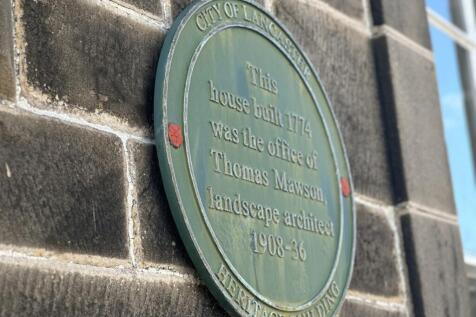 CITY OF LANCASTER
This
house built 1774
was the office of
Thomas Mawson,
landscape architect
1908-36
HERITAGE BUILDING